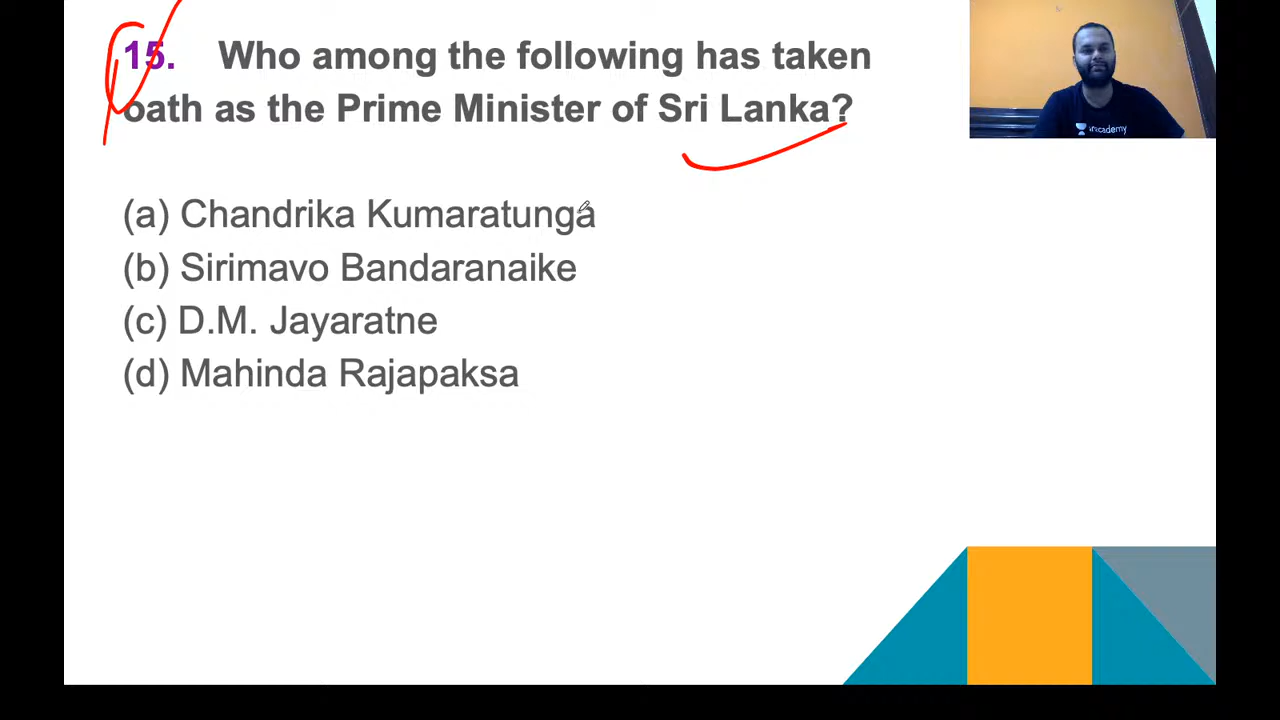 15. Who among the following has taken
oath as the Prime Minister of Sri Lanka?
(a) Chandrika Kumaratunga
(b) Sirimavo Bandaranaike
(c) D.M. Jayaratne
(d) Mahinda Rajapaksa